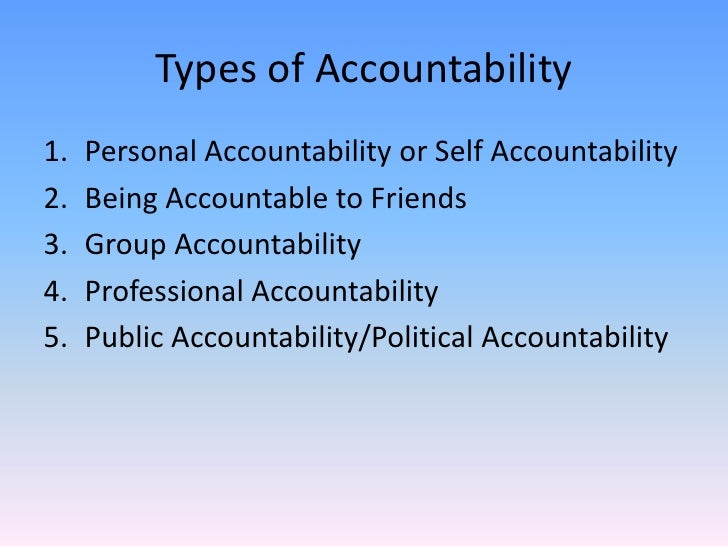 Types of Accountability
1. Personal Accountability or Self Accountability
2. Being Accountable to Friends
3. Group Accountability
4. Professional Accountability
5. Public Accountability/Political Accountability